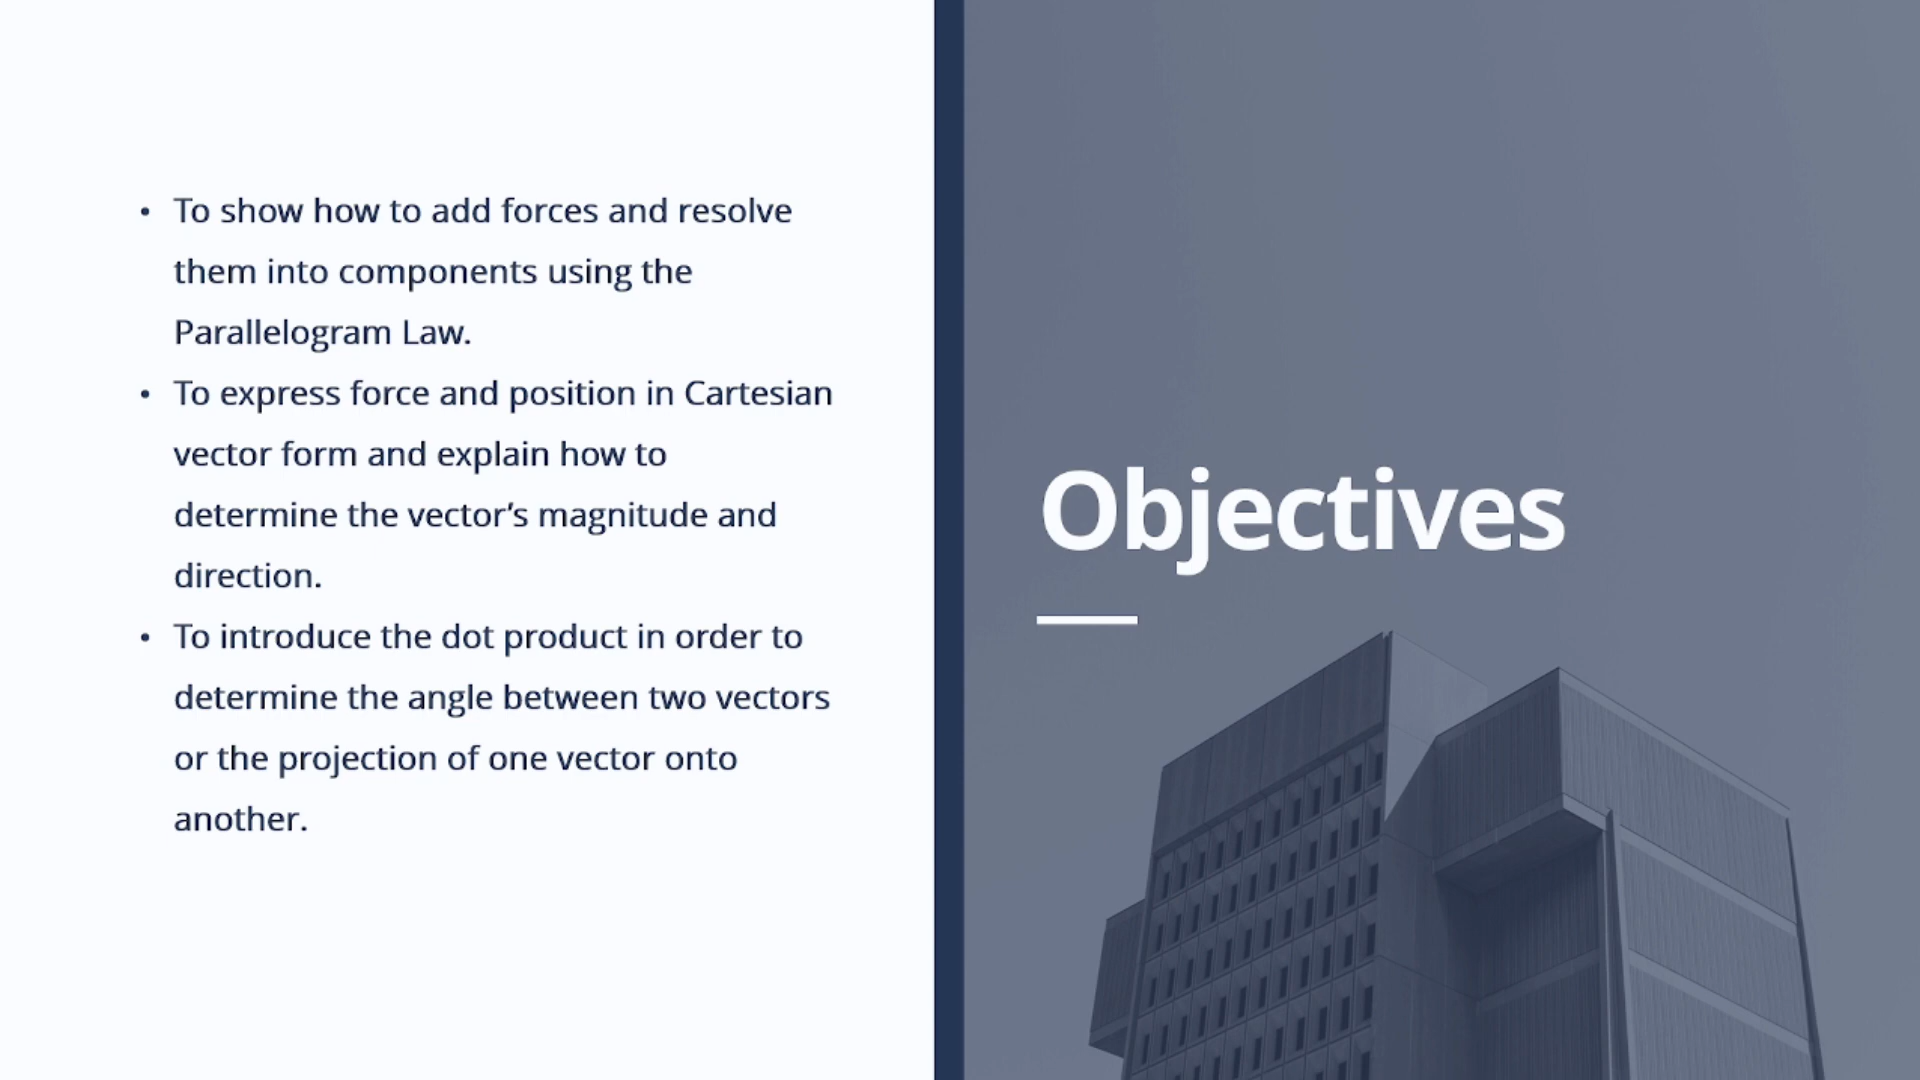 • To show how to add forces and resolve
them into components using the
Parallelogram Law.
• To express force and position in Cartesian
vector form and explain how to
determine the vector’s magnitude and
direction.
• To introduce the dot product in order to
determine the angle between two vectors
or the projection of one vector onto
another.
Objectives